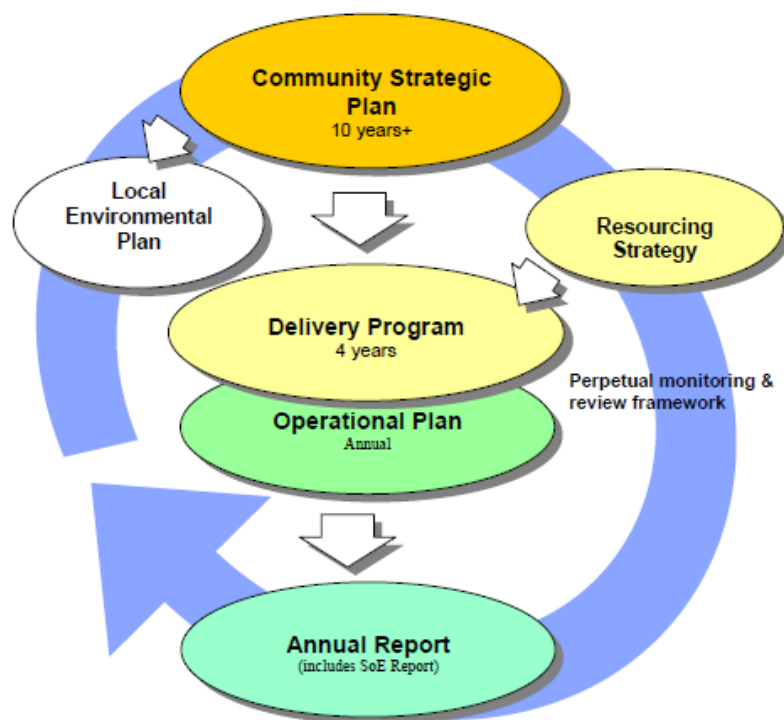 Community Strategic
Plan
10 years+
Local
Environmental
Plan
Resourcing
Strategy
Delivery Program
4 years
Perpetual monitoring &
review framework
Operational Plan
Annual
Annual Report
(includes SoE Report)